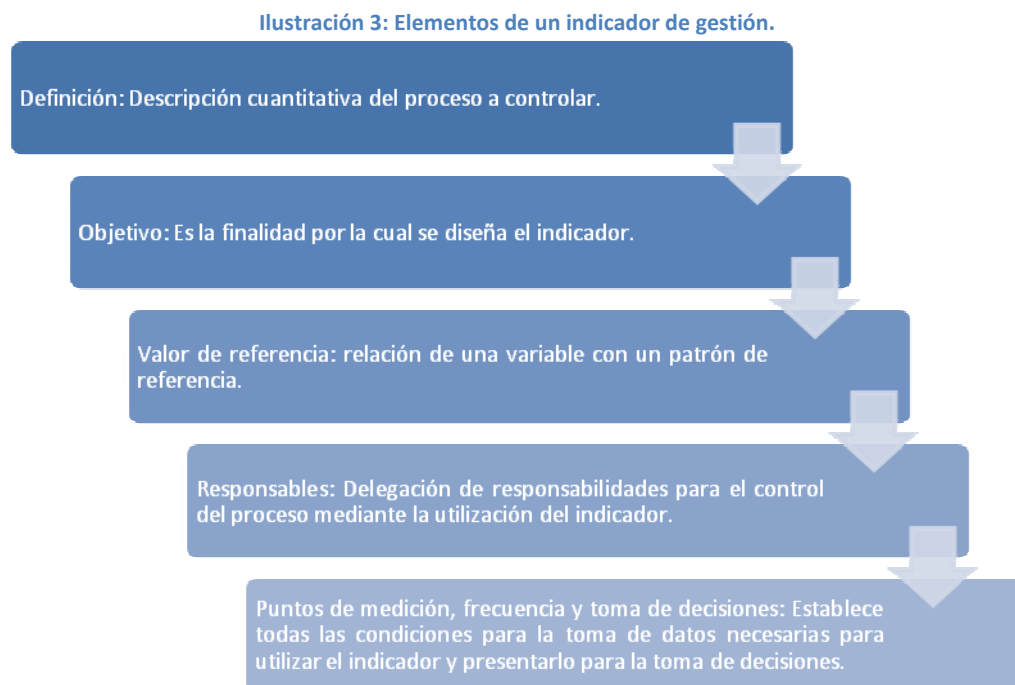 Ilustración 3: Elementos de un indicador de gestión.
Definición: Descripción cuantitativa del proceso a controlar.
Objetivo: Es la finalidad por la cual se diseña el indicador.
Valor de referencia: relación de una variable con un patrón de
referencia.
Responsables: Delegación de responsabilidades para el control
del proceso mediante la utilización del indicador.
Puntos de medición, frecuencia y toma de decisiones: Establece
todas las condiciones para la toma de datos necesarias para
utilizar el indicador y presentarlo para la toma de decisiones.